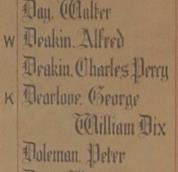 Day, Walter
W Deakin, Alfred
Deakin, Charles Percy
K Dearlove, George
William Dix
Doleman, Peter